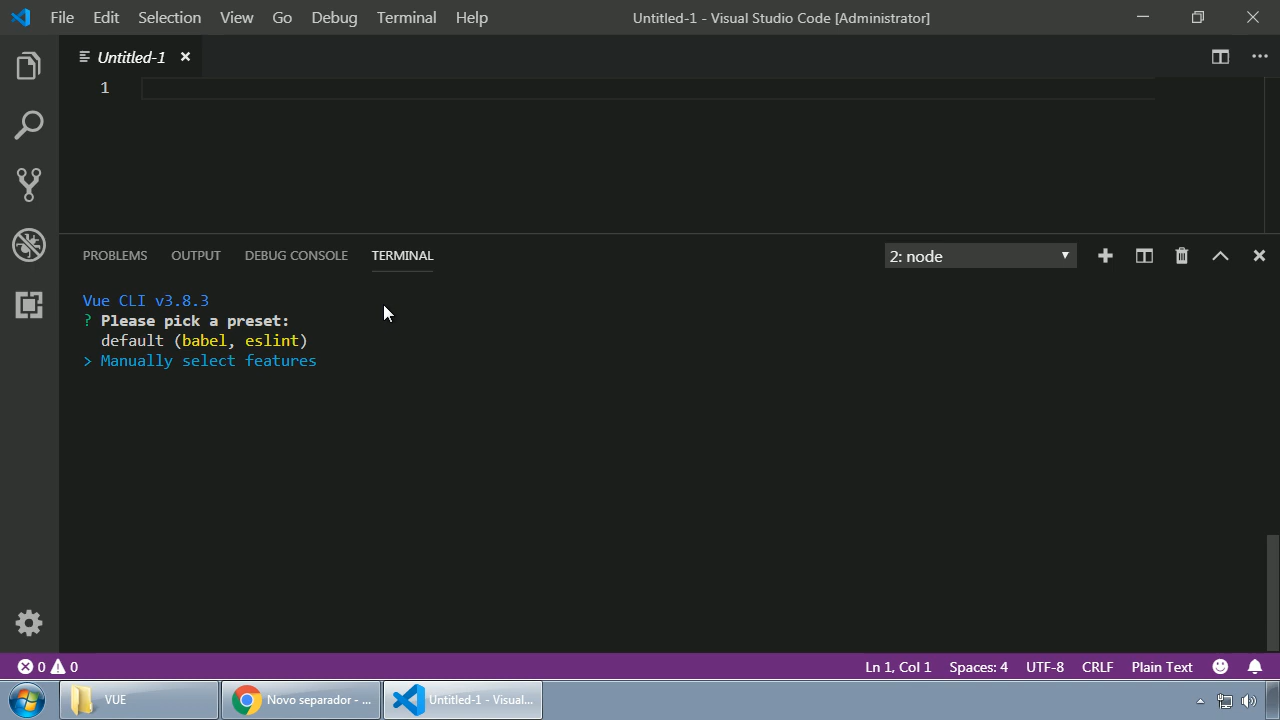 File Edit Selection View Go Debug Terminal Help
Untitled-1 - Visual Studio Code [Administrator]
Untitled-1
1
PROBLEMS OUTPUT DEBUG CONSOLE TERMINAL
2: node
Vue CLI v3.8.3
? Please pick a preset:
default (babel, eslint)
> Manually select features
0 0
Ln 1, Col 1 Spaces: 4 UTF-8 CRLF Plain Text
VUE
Novo separador - ...
Untitled-1 - Visual...